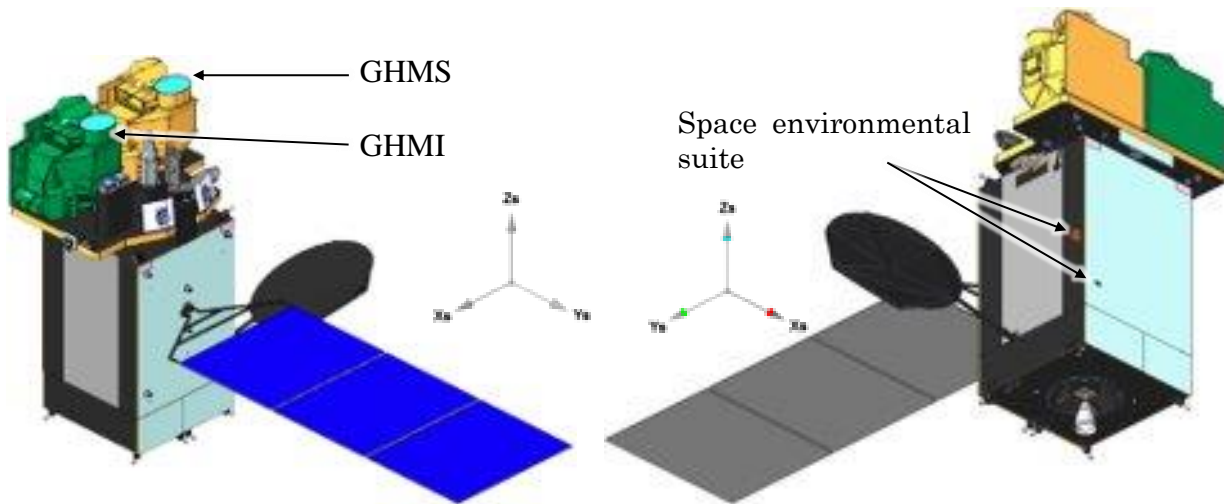 GHMS
GHMI
Space environmental
suite
Zs
Xs
Ys
Zs
Ys
Xs